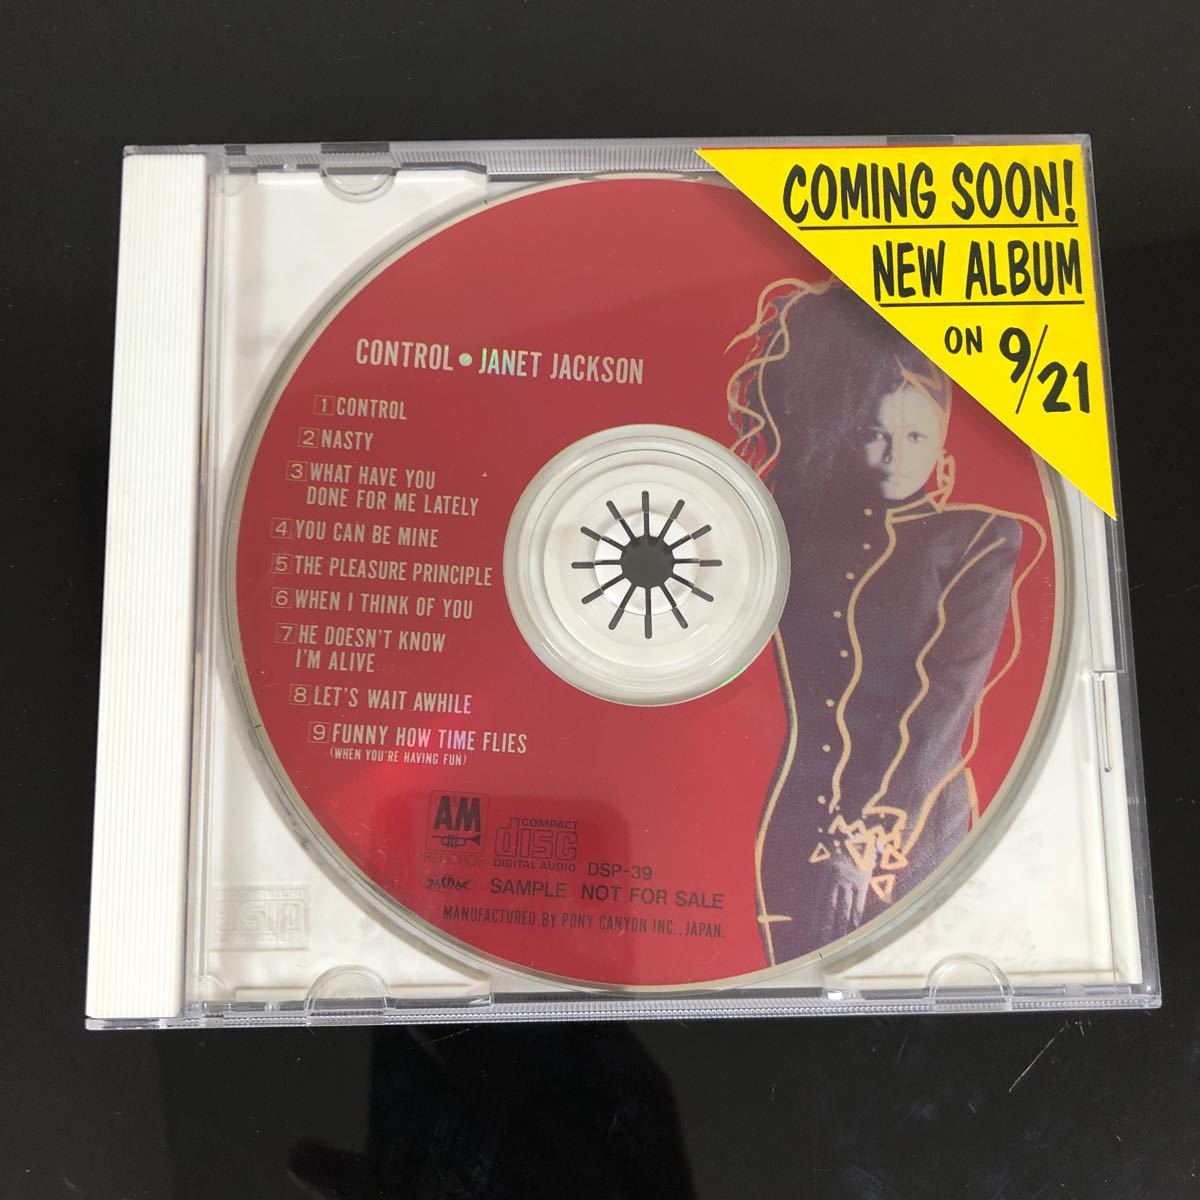 COMING SOON!
NEW ALBUM
ON 9/21
CONTROL • JANET JACKSON
1 CONTROL
2 NASTY
3 WHAT HAVE YOU
DONE FOR ME LATELY
4 YOU CAN BE MINE
5 THE PLEASURE PRINCIPLE
6 WHEN I THINK OF YOU
7 HE DOESN'T KNOW
I'M ALIVE
8 LET'S WAIT AWHILE
9 FUNNY HOW TIME FLIES
(WHEN YOU'RE HAVING FUN)
A&M
RECORDS
COMPACT
disc
DIGITAL AUDIO
DSP-39
SAMPLE NOT FOR SALE
MANUFACTURED BY PONY CANYON INC., JAPAN.